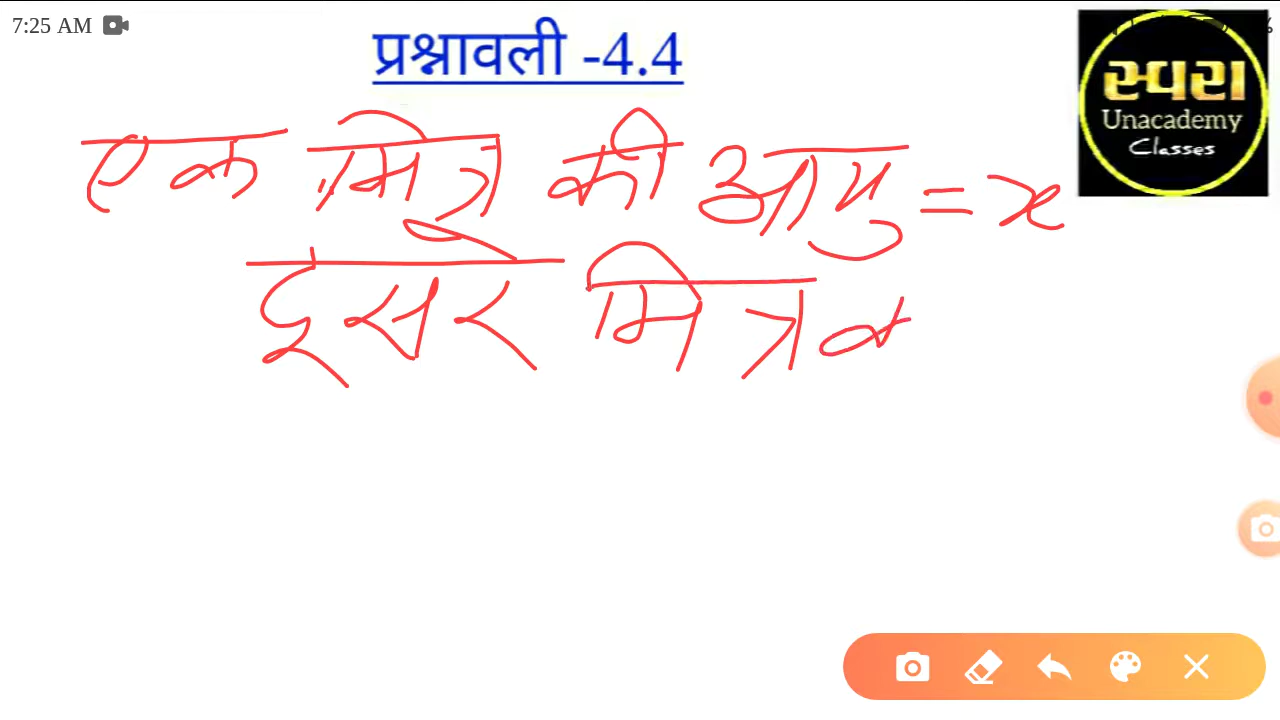 7:25 AM
प्रश्नावली -4.4
स्परा
Unacademy
Classes
एक मित्र की आयु = x
दूसरे मित्र